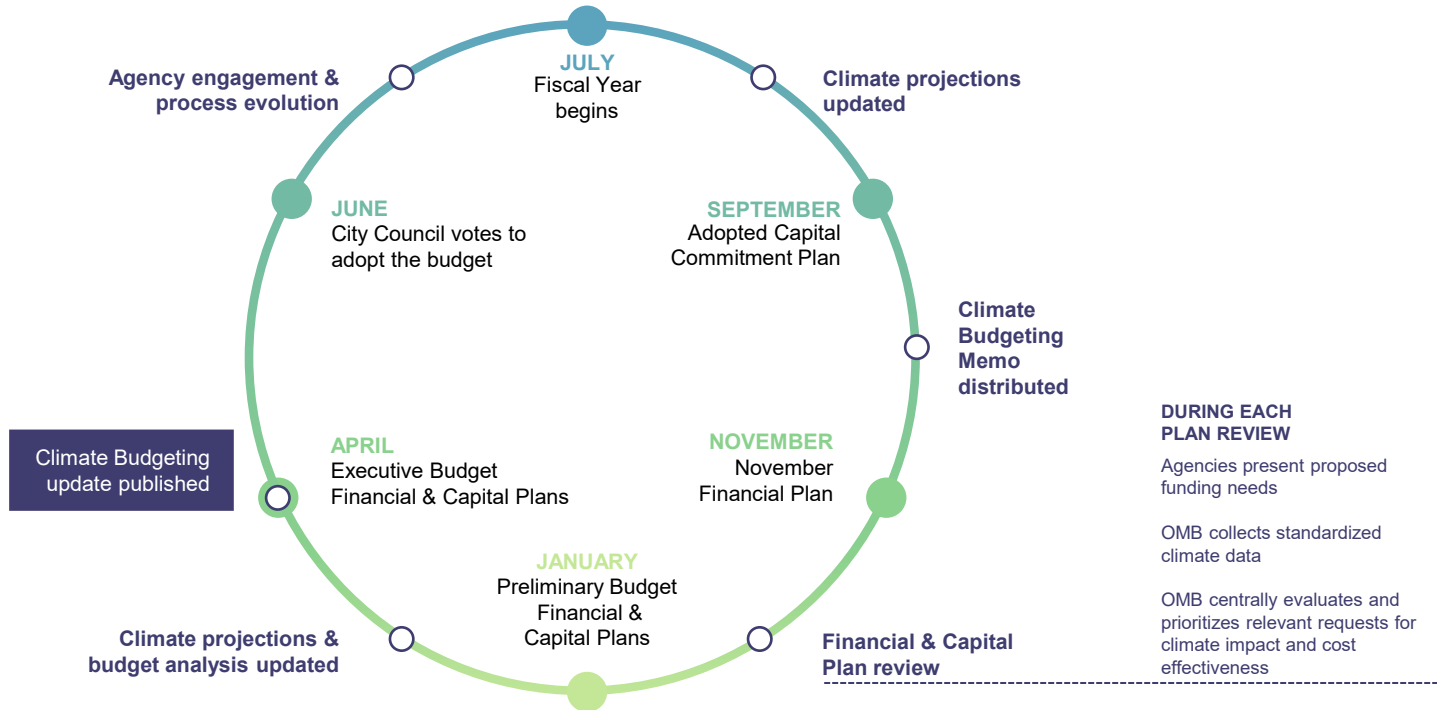 JULY
Fiscal Year
begins
Climate projections
updated
SEPTEMBER
Adopted Capital
Commitment Plan
Climate
Budgeting
Memo
distributed
NOVEMBER
November
Financial Plan
Financial & Capital
Plan review
DURING EACH
PLAN REVIEW
Agencies present proposed
funding needs
OMB collects standardized
climate data
OMB centrally evaluates and
prioritizes relevant requests for
climate impact and cost
effectiveness
JANUARY
Preliminary Budget
Financial &
Capital Plans
Climate projections &
budget analysis updated
APRIL
Executive Budget
Financial & Capital Plans
Climate Budgeting
update published
JUNE
City Council votes to
adopt the budget
Agency engagement &
process evolution